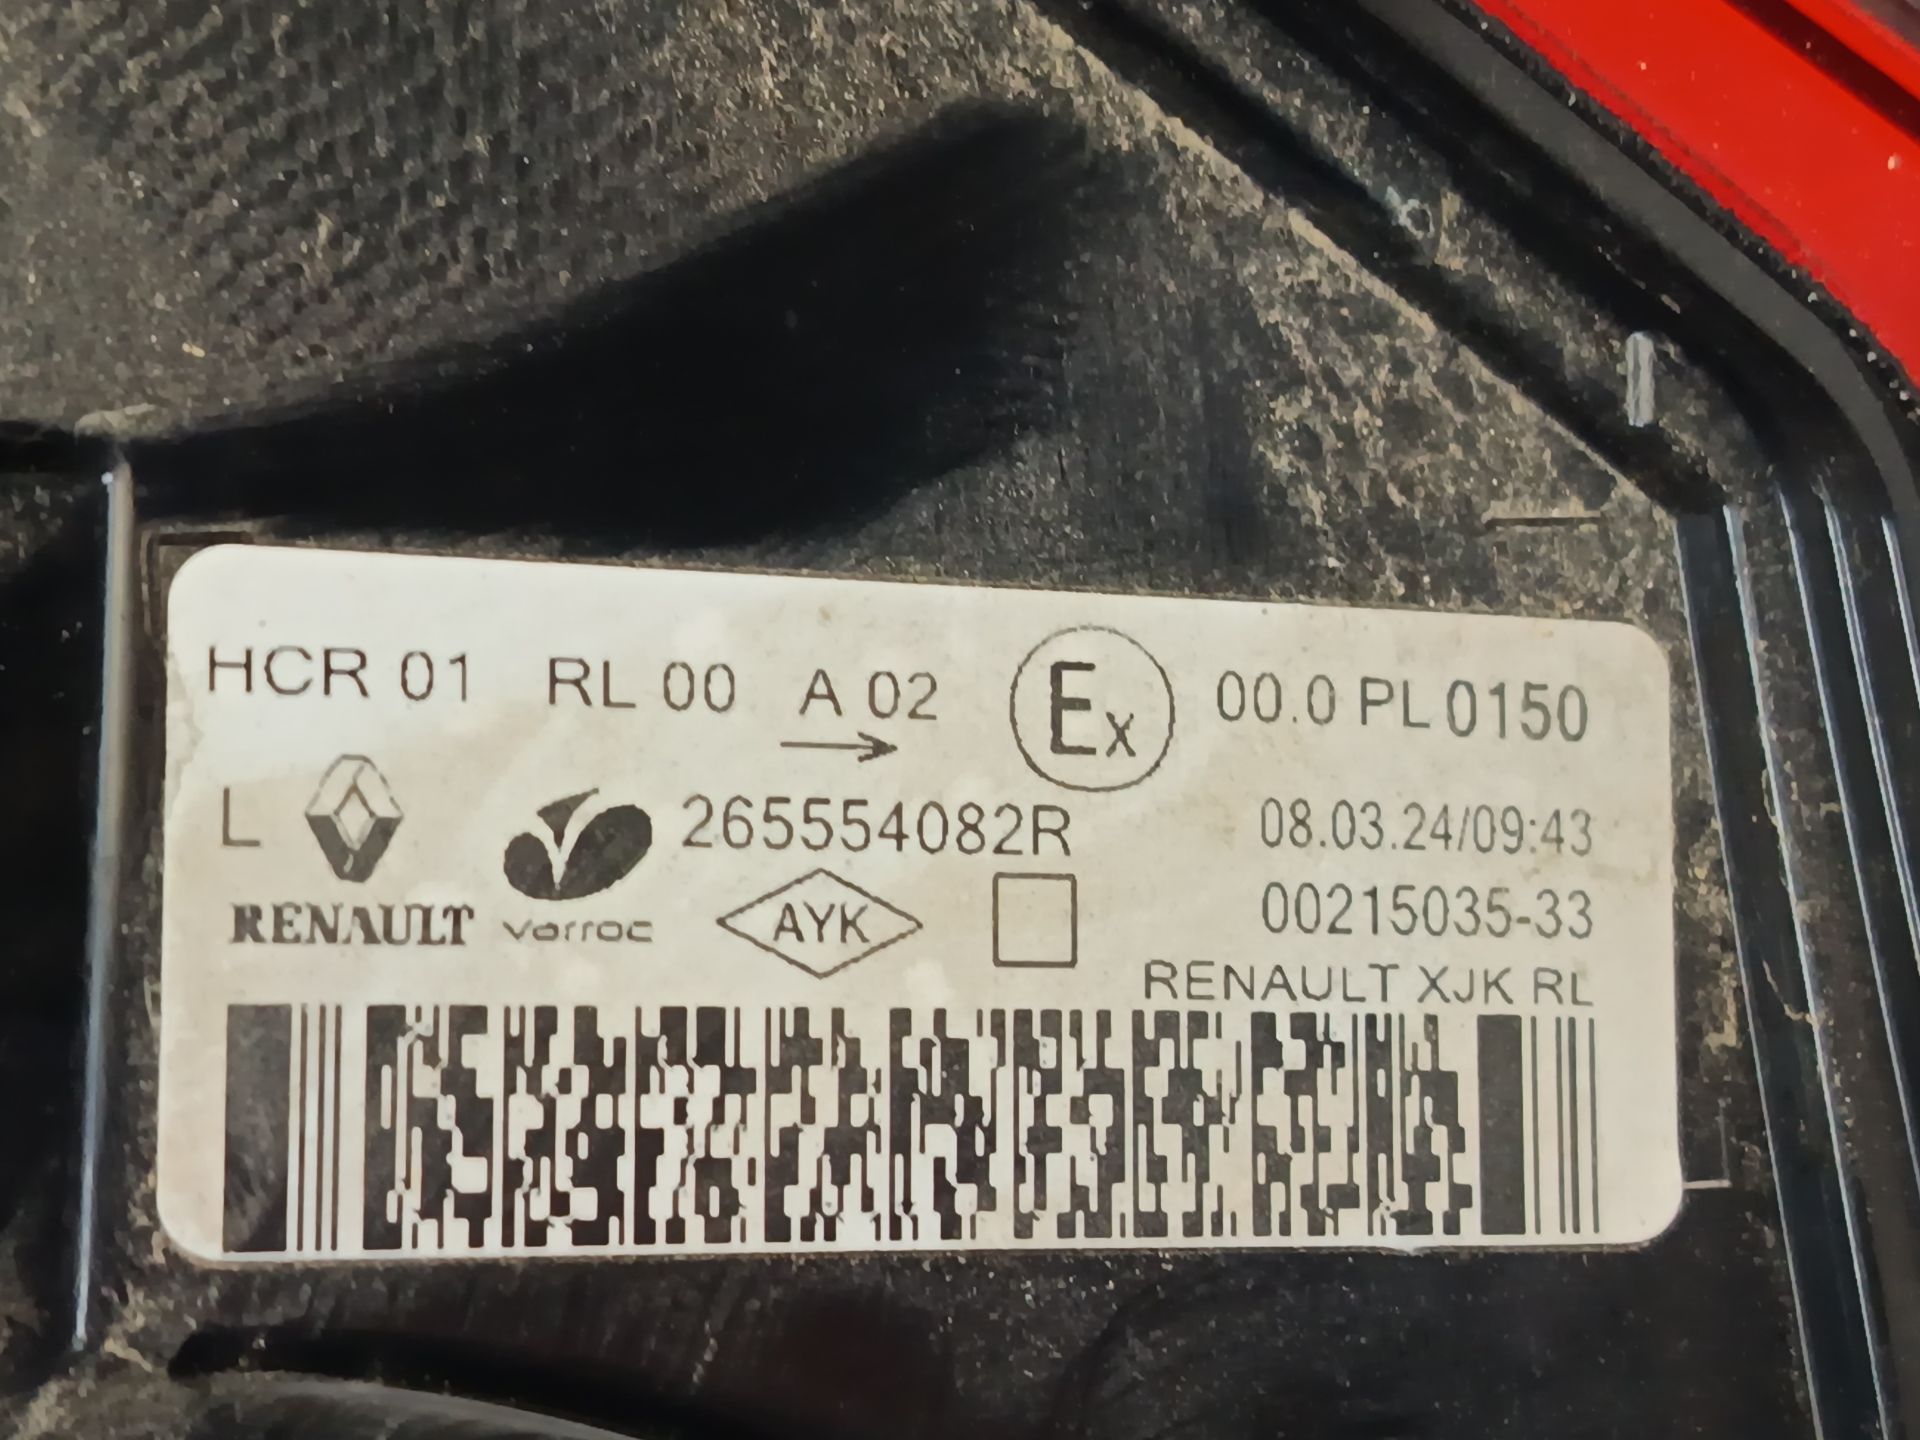 HCR 01 RL 00 A 02 Ex 00.0 PL 0150
L 265554082R 08.03.24/09:43
RENAULT varroc AYK 00215035-33
RENAULT XJK RL